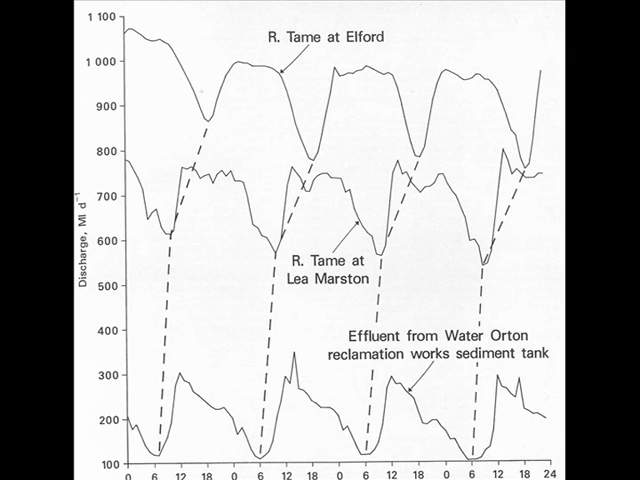 1 100
R. Tame at Elford
1 000
900
800
700
600
R. Tame at
Lea Marston
Discharge, Ml d⁻¹
500
400
Effluent from Water Orton
reclamation works sediment tank
300
200
100
0 6 12 18 0 6 12 18 0 6 12 18 0 6 12 18 24